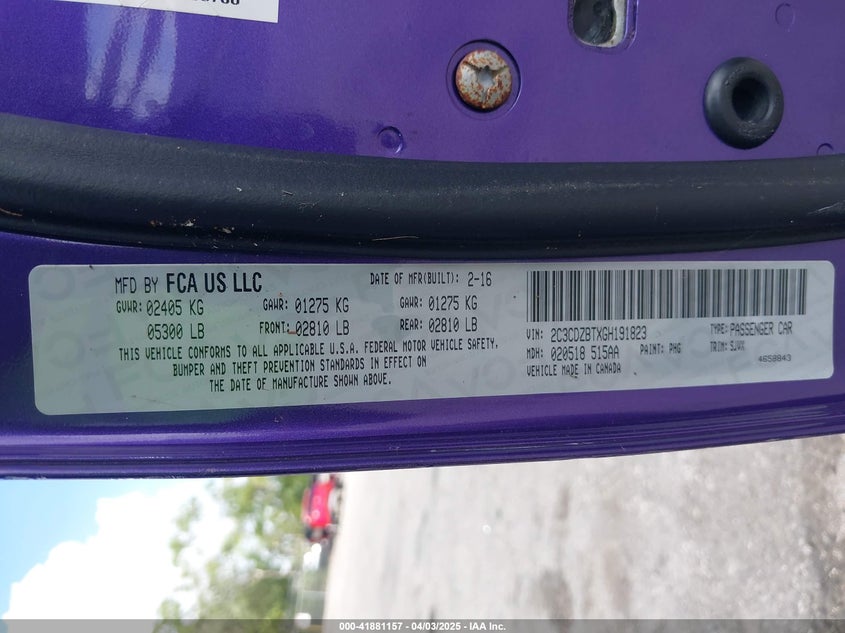 MFD BY FCA US LLC DATE OF MFR(BUILT): 2-16
GVWR: 02405 KG GAWR: 01275 KG GAWR: 01275 KG
05300 LB FRONT: 02810 LB REAR: 02810 LB
THIS VEHICLE CONFORMS TO ALL APPLICABLE U.S.A. FEDERAL MOTOR VEHICLE SAFETY,
BUMPER AND THEFT PREVENTION STANDARDS IN EFFECT ON
THE DATE OF MANUFACTURE SHOWN ABOVE.
VIN: 2C3CDZBTXGH191823 TYPE: PASSENGER CAR
MDH: 020518 515AA PAINT: PHG TRIM: SJWX
VEHICLE MADE IN CANADA 4658843
000-41881157 - 04/03/2025 - IAA Inc.